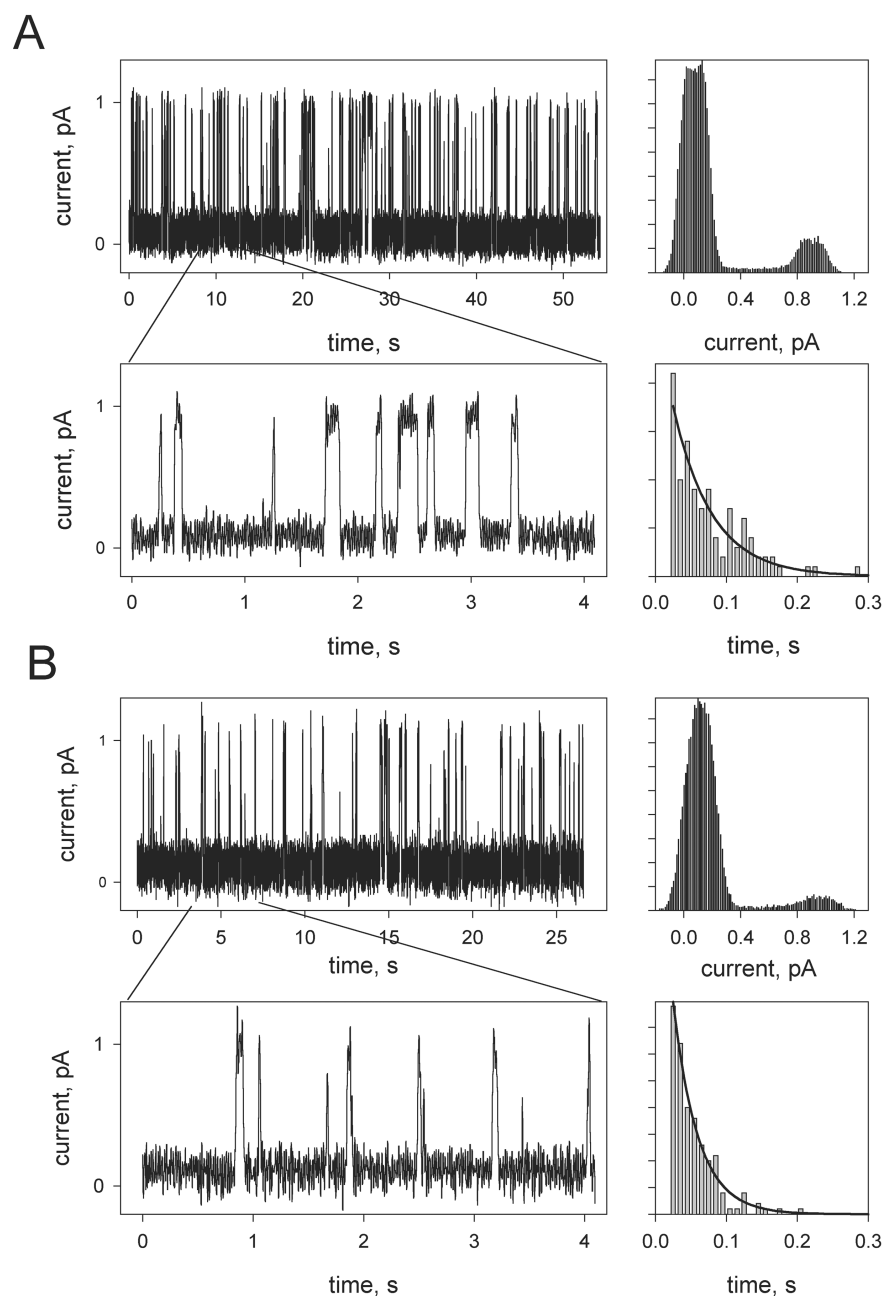 A
current, pA
1
0
0 10 20 30 40 50
time, s
0.0 0.4 0.8 1.2
current, pA
current, pA
1
0
0 1 2 3 4
time, s
0.0 0.1 0.2 0.3
time, s
B
current, pA
1
0
0 5 10 15 20 25
time, s
0.0 0.4 0.8 1.2
current, pA
current, pA
1
0
0 1 2 3 4
time, s
0.0 0.1 0.2 0.3
time, s